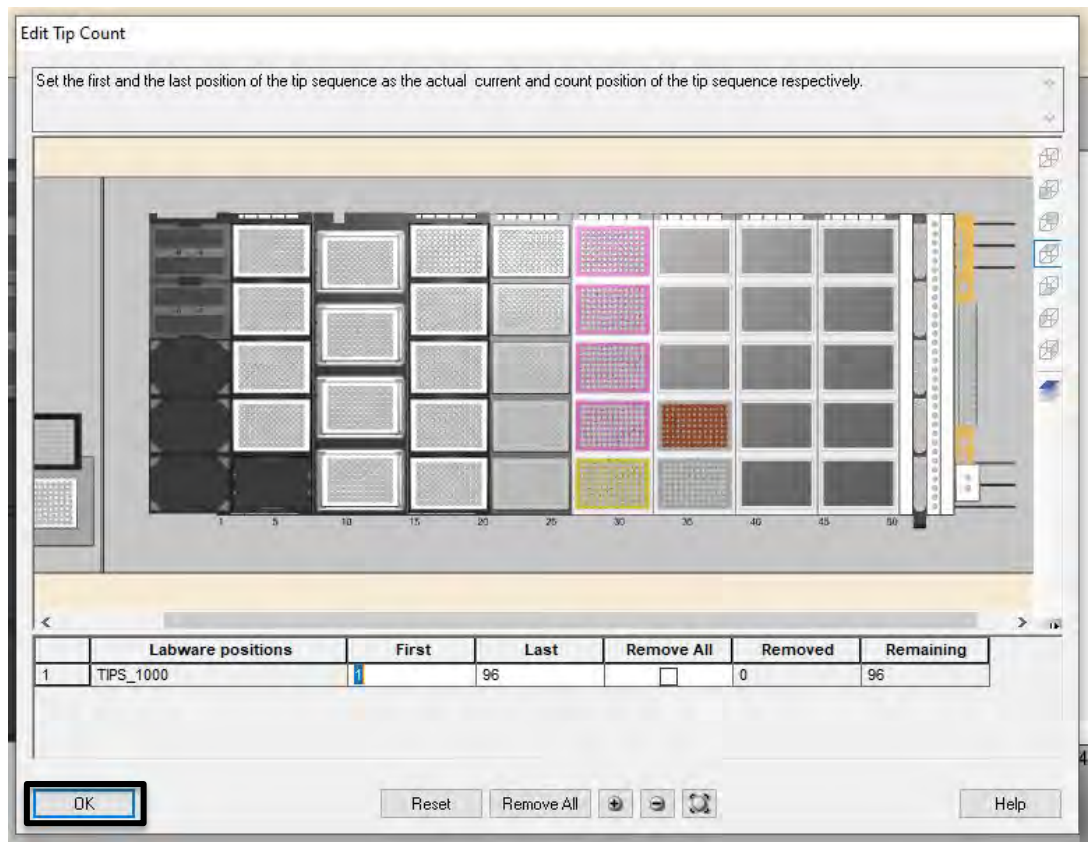 Edit Tip Count
Set the first and the last position of the tip sequence as the actual current and count position of the tip sequence respectively.
1 5 10 15 20 25 30 35 40 45 50
Labware positions First Last Remove All Removed Remaining
1 TIPS_1000 1 96 0 96
4
OK Reset Remove All Help